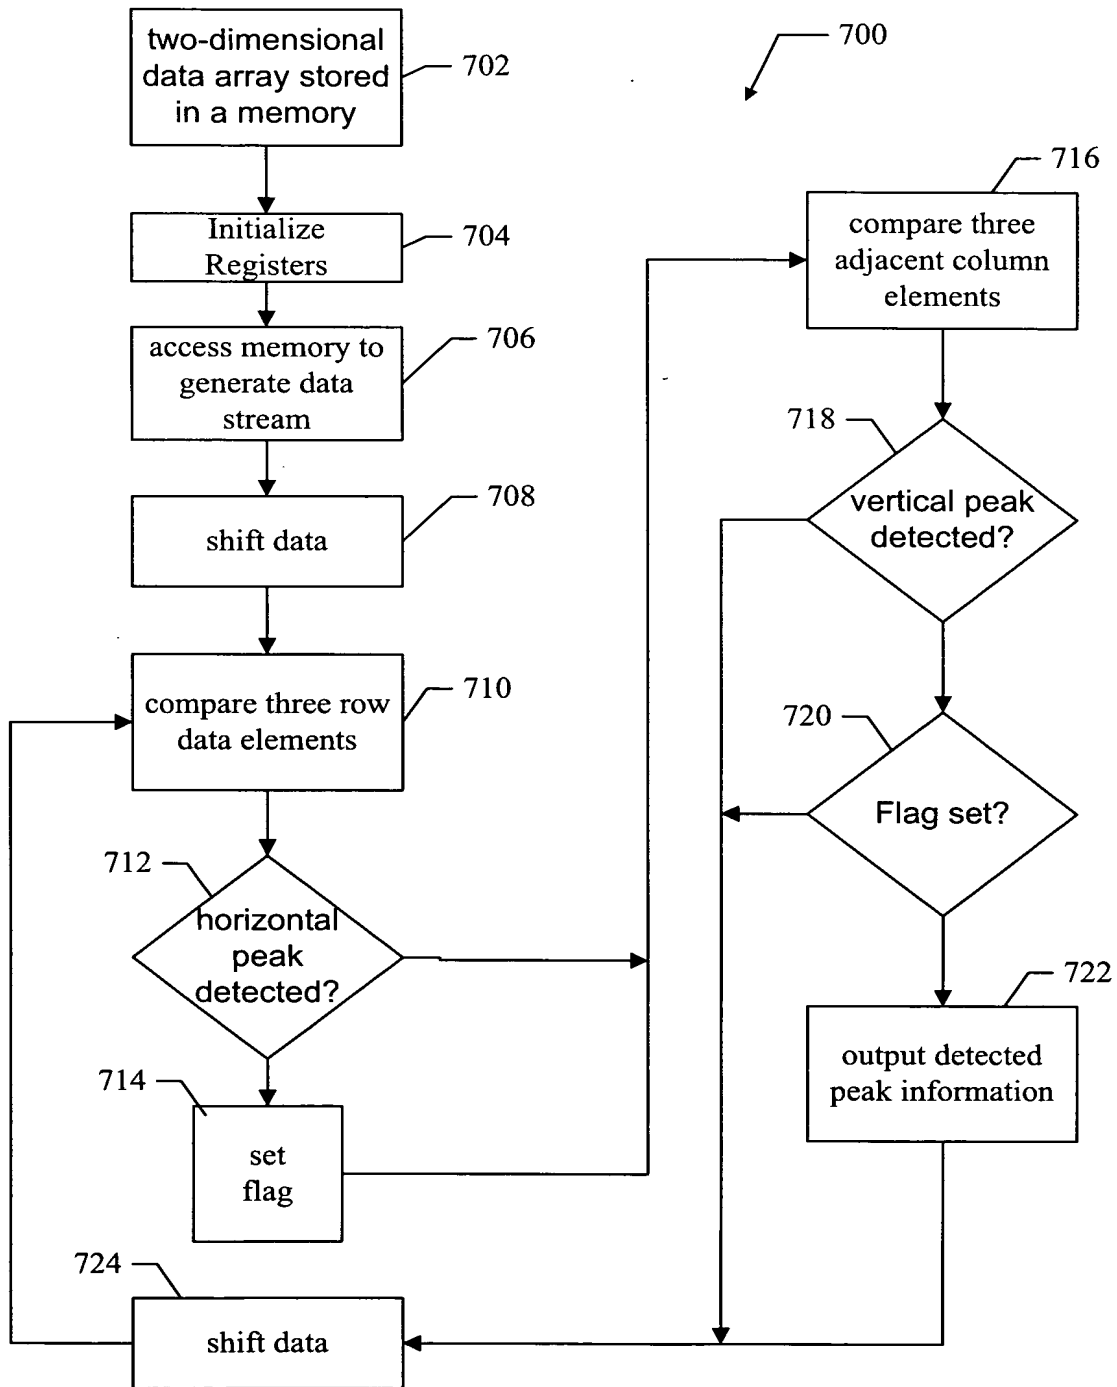 two-dimensional
data array stored
in a memory
702
700
Initialize
Registers
704
access memory to
generate data
stream
706
shift data
708
compare three row
data elements
710
712
horizontal
peak
detected?
714
set
flag
716
compare three
adjacent column
elements
718
vertical peak
detected?
720
Flag set?
722
output detected
peak information
724
shift data